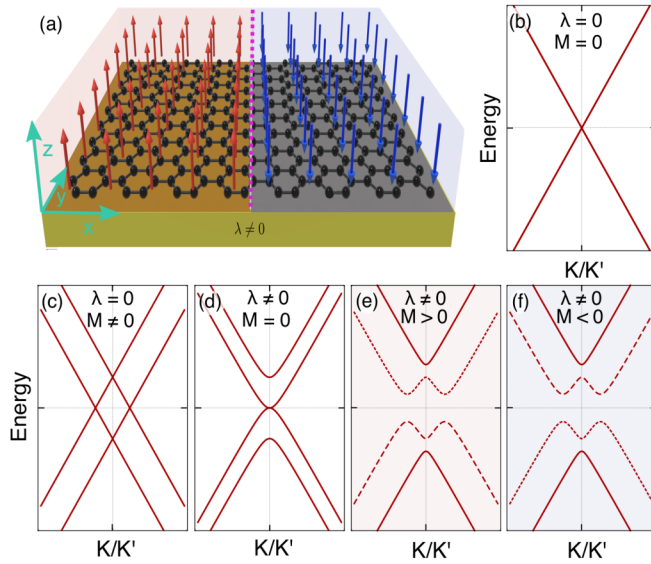 (a)
z
y
x
λ ≠ 0
(b)
λ = 0
M = 0
Energy
K/K'
(c)
λ = 0
M ≠ 0
Energy
K/K'
(d)
λ ≠ 0
M = 0
K/K'
(e)
λ ≠ 0
M > 0
K/K'
(f)
λ ≠ 0
M < 0
K/K'